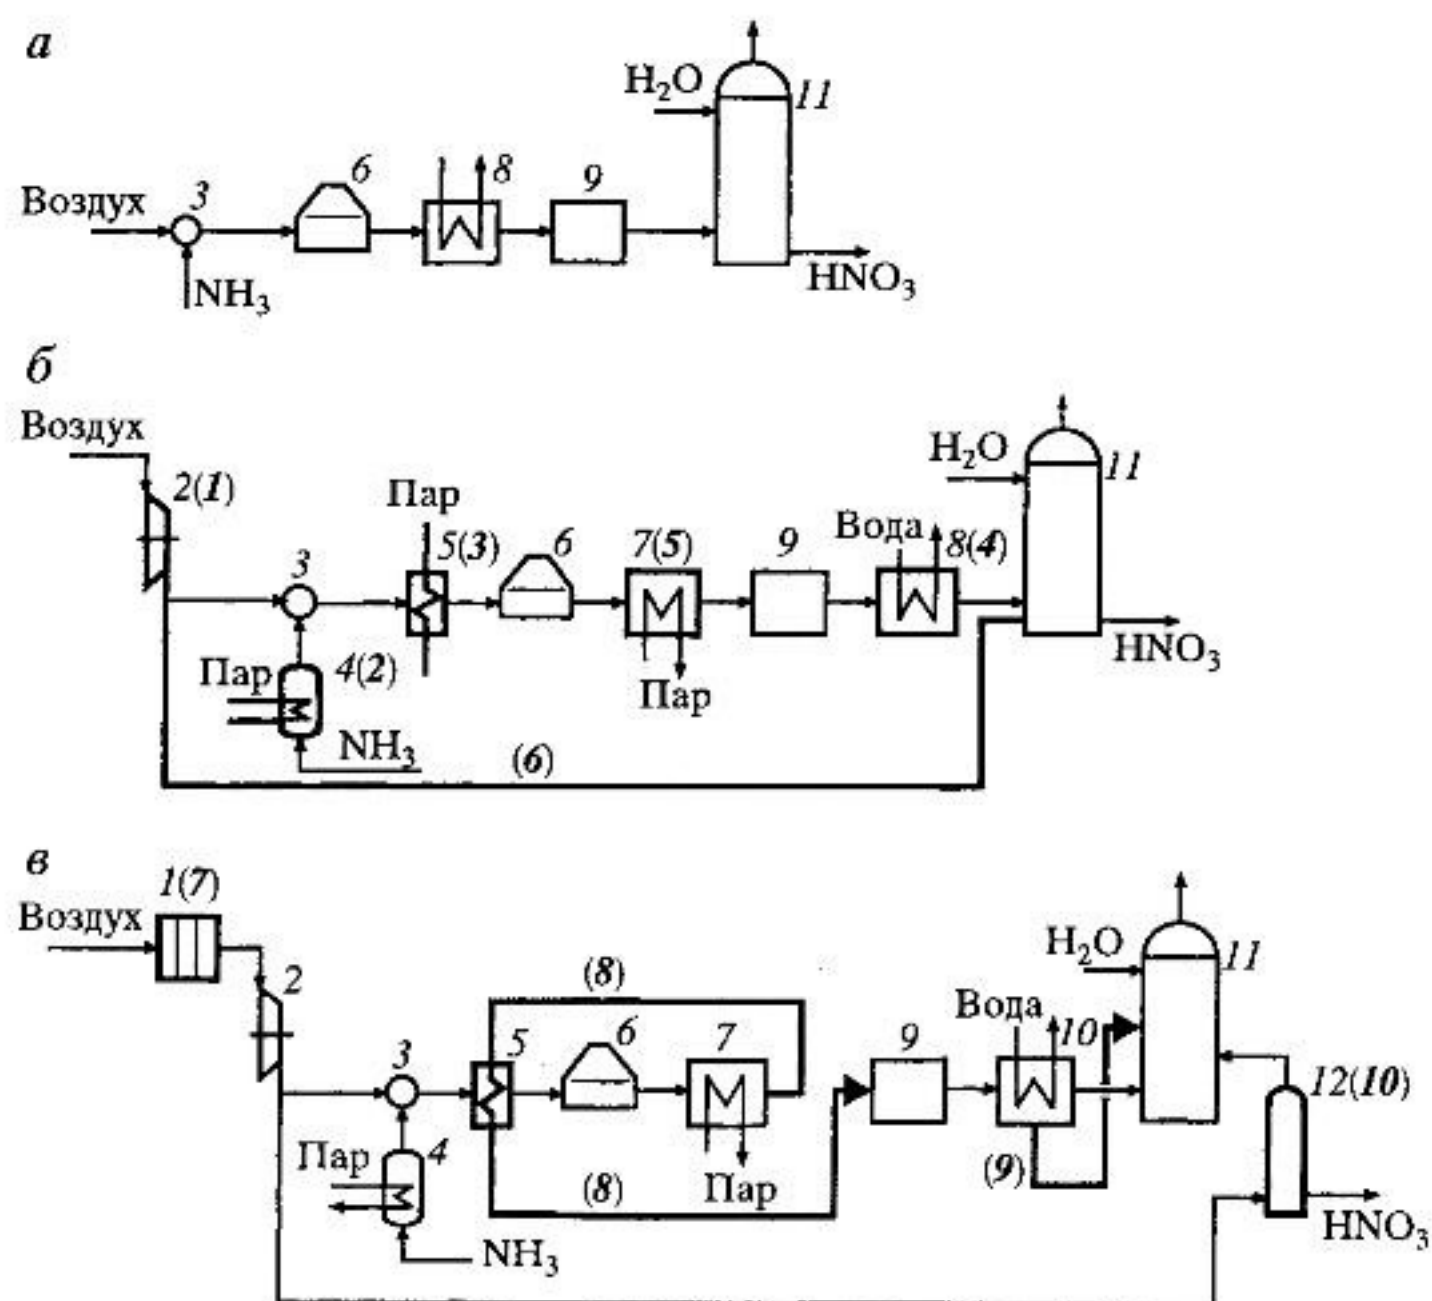 а
H₂O
11
6
8
9
Воздух
3
NH₃
HNO₃
б
Воздух
2(1)
Пар
5(3)
6
7(5)
9
Вода
8(4)
H₂O
11
3
Пар
4(2)
NH₃
Пар
HNO₃
(6)
в
1(7)
Воздух
2
(8)
3
5
6
7
9
Вода
10
H₂O
11
12(10)
Пар
4
NH₃
(8)
Пар
(9)
HNO₃